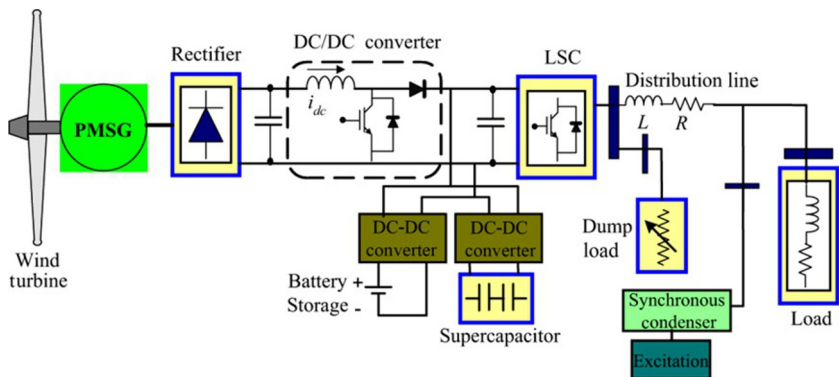 Rectifier
DC/DC converter
LSC
Distribution line
PMSG
i_dc
L
R
Wind
turbine
DC-DC
converter
DC-DC
converter
Dump
load
Battery +
Storage -
Supercapacitor
Synchronous
condenser
Excitation
Load